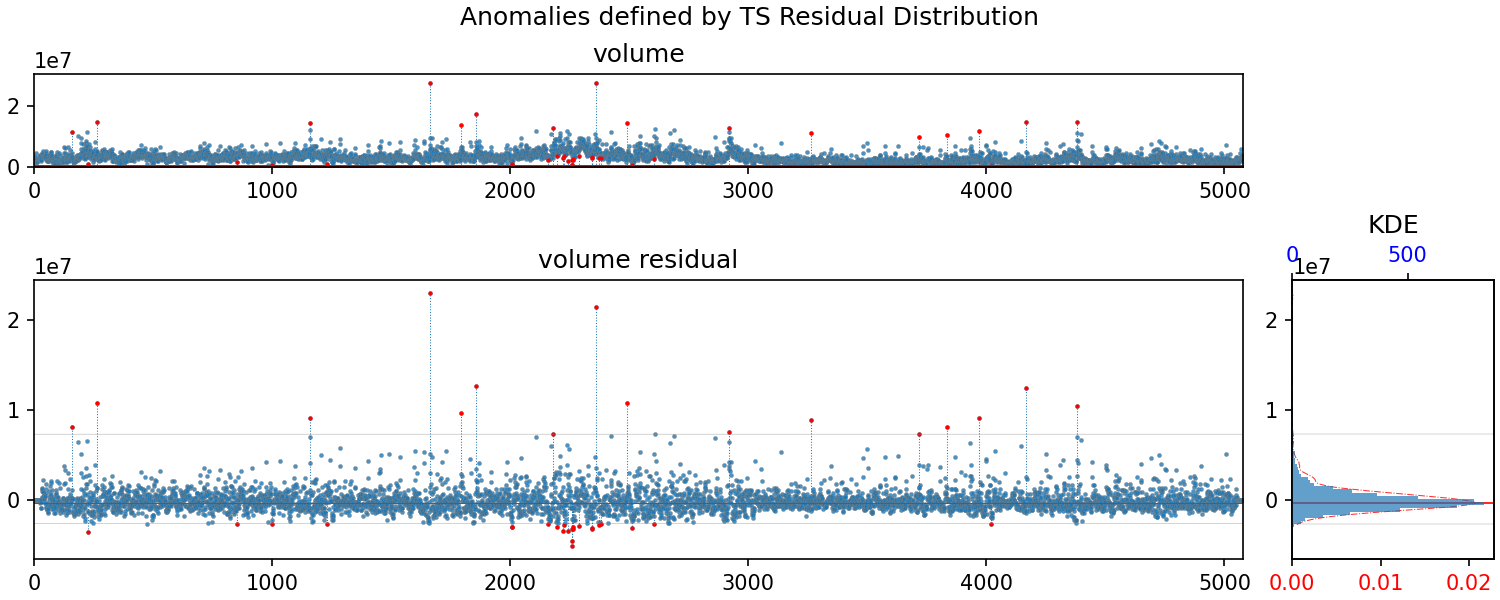 Anomalies defined by TS Residual Distribution
volume
1e7
2
0
0 1000 2000 3000 4000 5000
volume residual
1e7
2
1
0
0 1000 2000 3000 4000 5000
KDE
0 500
1e7
2
1
0
0.00 0.01 0.02